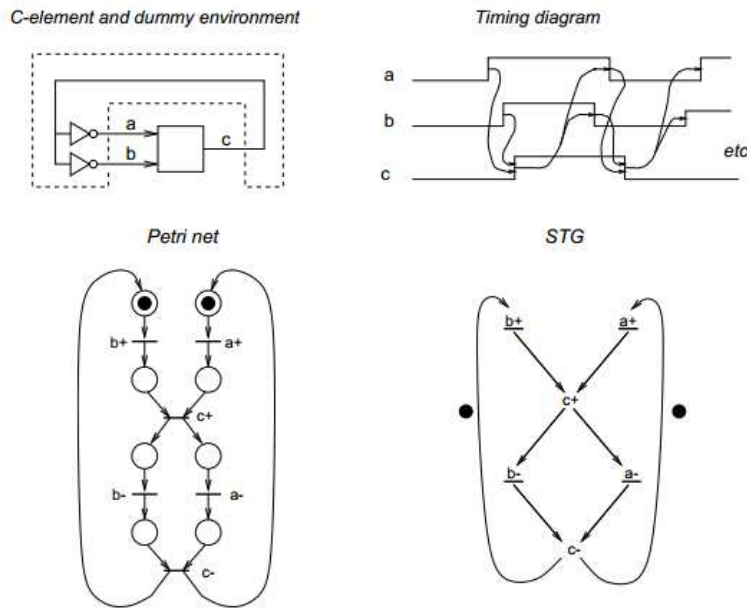 C-element and dummy environment
Timing diagram
a
b
c
a
b
c
etc
Petri net
STG
b+
a+
c+
b-
a-
c-
b+
a+
c+
b-
a-
c-